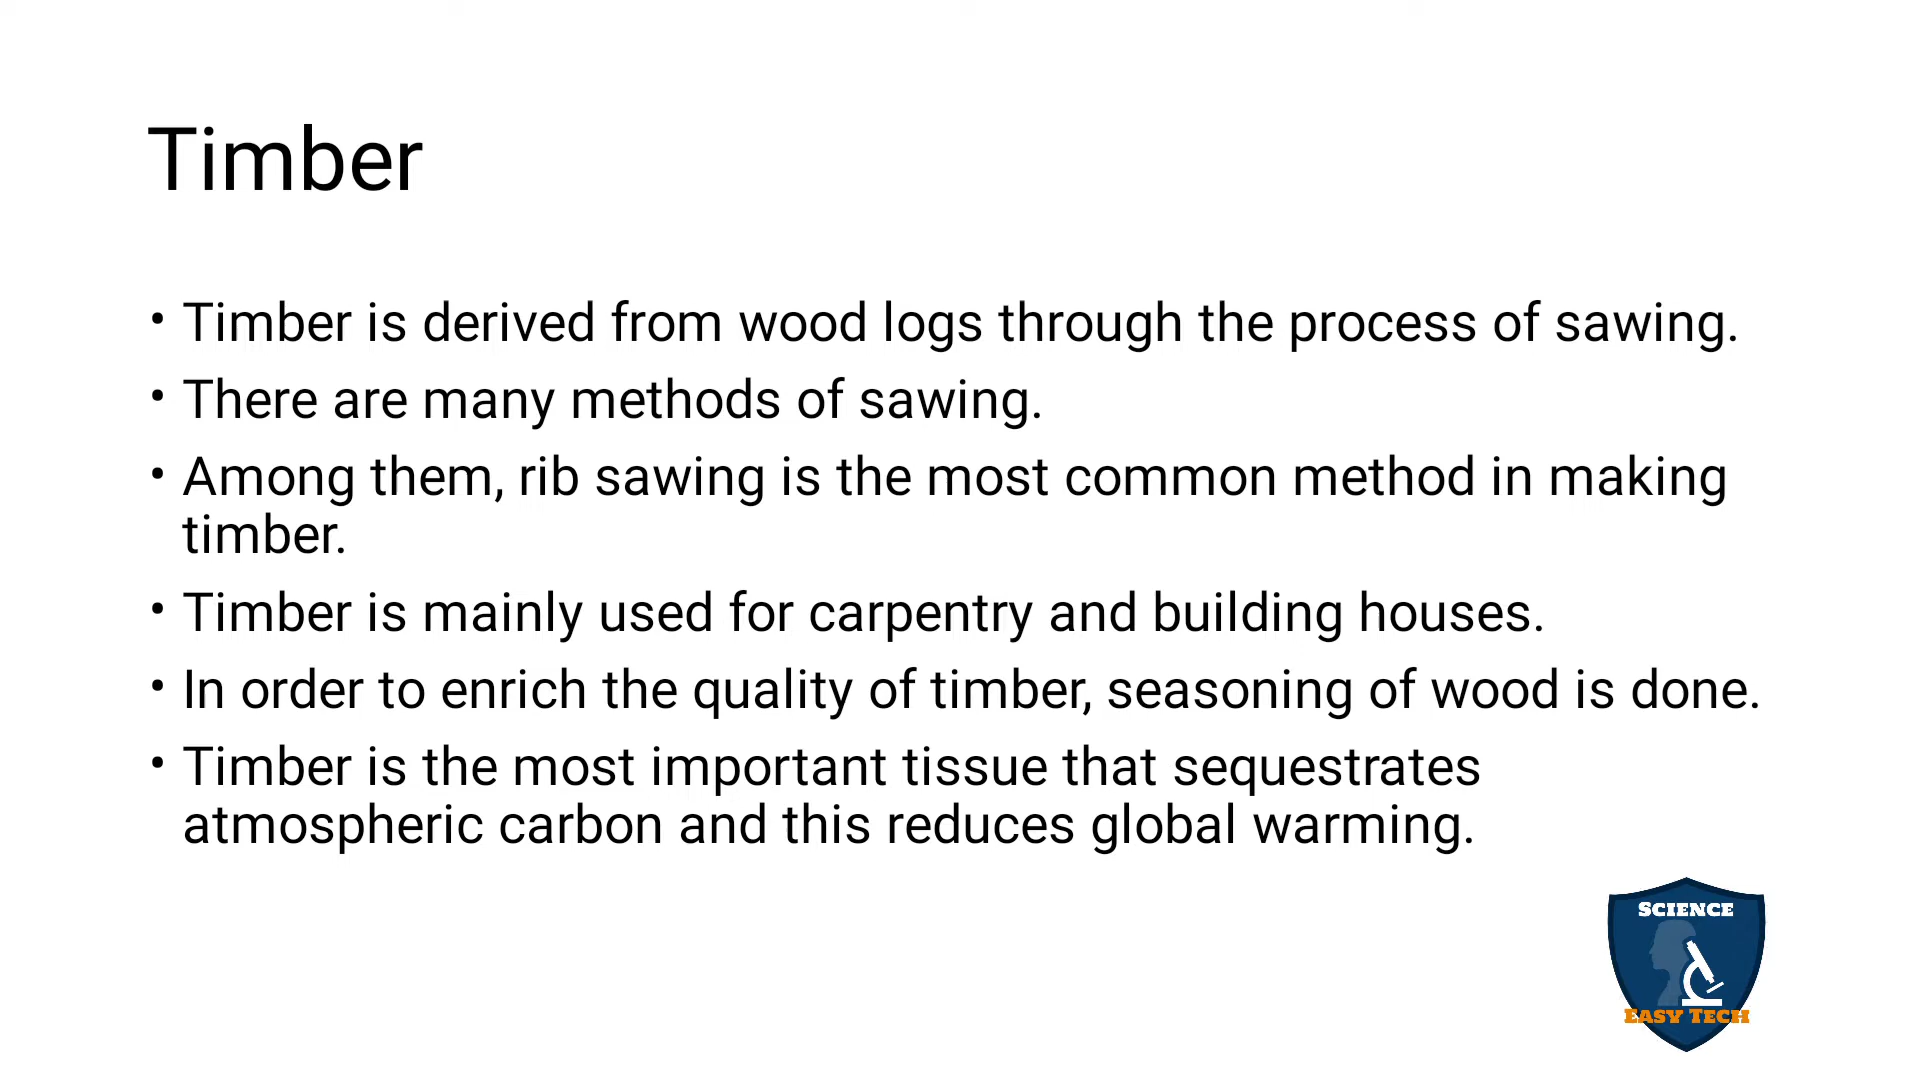 Timber
• Timber is derived from wood logs through the process of sawing.
• There are many methods of sawing.
• Among them, rib sawing is the most common method in making
timber.
• Timber is mainly used for carpentry and building houses.
• In order to enrich the quality of timber, seasoning of wood is done.
• Timber is the most important tissue that sequestrates
atmospheric carbon and this reduces global warming.
SCIENCE
EASY TECH